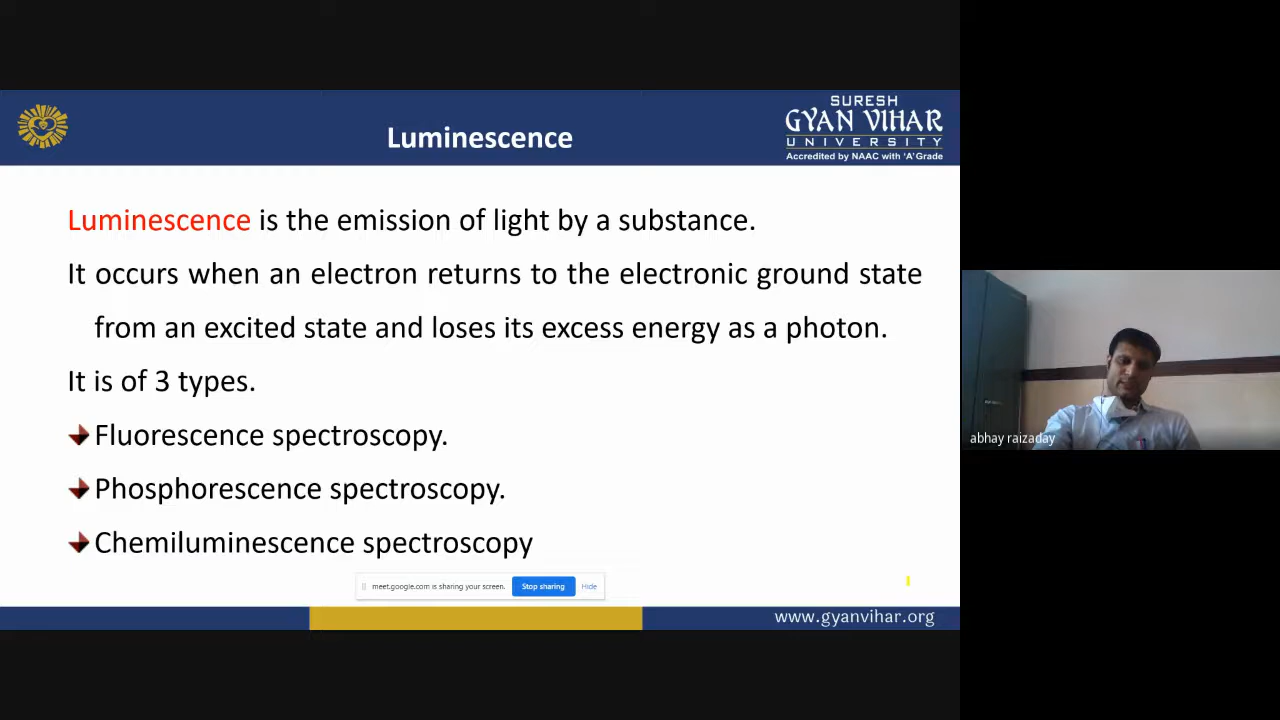 Luminescence
SURESH
GYAN VIHAR
UNIVERSITY
Accredited by NAAC with 'A' Grade
Luminescence is the emission of light by a substance.
It occurs when an electron returns to the electronic ground state
from an excited state and loses its excess energy as a photon.
It is of 3 types.
Fluorescence spectroscopy.
Phosphorescence spectroscopy.
Chemiluminescence spectroscopy
meet.google.com is sharing your screen.
Stop sharing
Hide
www.gyanvihar.org
abhay raizaday